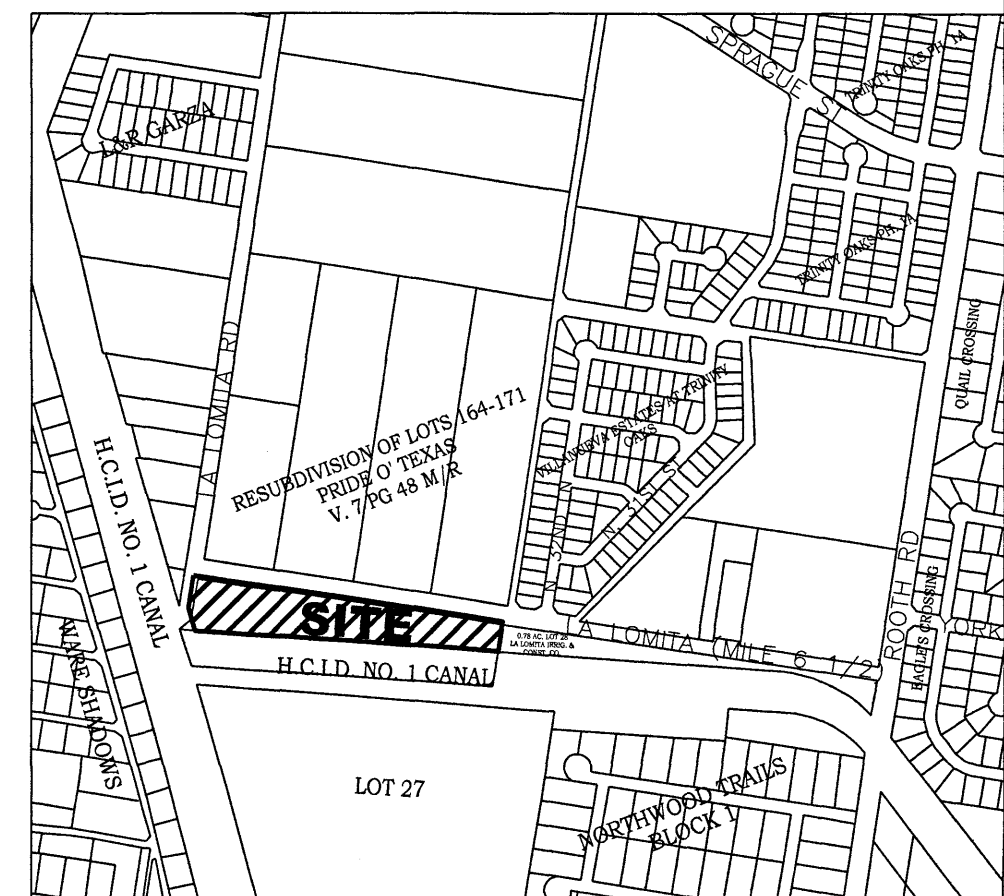 SPRAGUE ST
TRINITY OAKS PH. 1A
L&R GARZA
TRINITY OAKS PH. 1A
QUAIL CROSSING
LA LOMITA RD
VILLANUEVA ESTATES AT TRINITY
OAKS
RESUBDIVISION OF LOTS 164-171
PRIDE O' TEXAS
V. 7 PG 48 M/R
H.C.I.D. NO. 1 CANAL
N. 31ST ST
N 32ND LN
ROOTH RD
EAGLE'S CROSSING
YORK
SITE
0.78 AC. LOT 28
LA LOMITA IRRIG. &
CONST. CO.
LA LOMITA (MILE 6 1/2)
H.C.I.D. NO. 1 CANAL
WARE SHADOWS
LOT 27
NORTHWOOD TRAILS
BLOCK 1